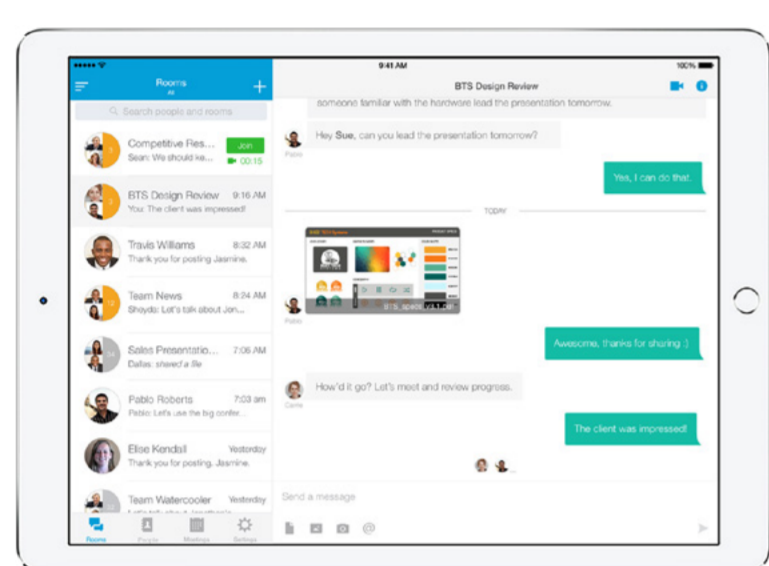 9:41 AM
100%
Rooms
All
Search people and rooms
Competitive Res...
Join
Sean: We should ke...
00:15
BTS Design Review
9:16 AM
You: The client was impressed!
Travis Williams
8:32 AM
Thank you for posting Jasmine.
Team News
8:24 AM
Shoyda: Let's talk about Jon...
Sales Presentatio...
7:06 AM
Dallas: shared a file
Pablo Roberts
7:03 am
Pablo: Let's use the big confer...
Elise Kendall
Yesterday
Thank you for posting. Jasmine.
Team Watercooler
Yesterday
Rooms
People
Meetings
Settings
BTS Design Review
someone familiar with the hardware lead the presentation tomorrow.
Hey Sue, can you lead the presentation tomorrow?
Pablo
Yes, I can do that.
TODAY
Pablo
Awesome, thanks for sharing :)
How'd it go? Let's meet and review progress.
Carrie
The client was impressed!
Send a message
@